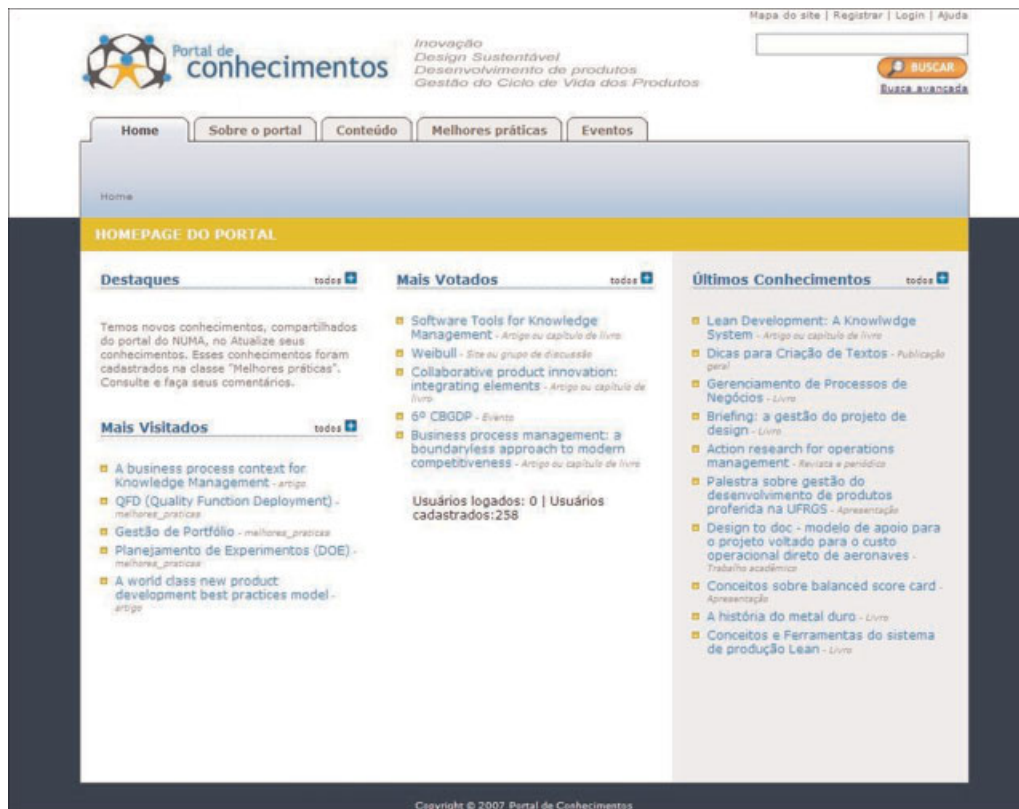 Mapa do site | Registrar | Login | Ajuda
Portal de
conhecimentos
Inovação
Design Sustentável
Desenvolvimento de produtos
Gestão do Ciclo de Vida dos Produtos
BUSCAR
Busca avançada
Home
Sobre o portal
Conteúdo
Melhores práticas
Eventos
Home
HOMEPAGE DO PORTAL
Destaques todos
Temos novos conhecimentos, compartilhados
do portal do NUMA, no Atualize seus
conhecimentos. Esses conhecimentos foram
cadastrados na classe "Melhores práticas".
Consulte e faça seus comentários.
Mais Visitados todos
A business process context for
Knowledge Management - artigo
QFD (Quality Function Deployment) -
melhores_praticas
Gestão de Portfólio - melhores_praticas
Planejamento de Experimentos (DOE) -
melhores_praticas
A world class new product
development best practices model -
artigo
Mais Votados todos
Software Tools for Knowledge
Management - Artigo ou capítulo de livro
Weibull - Site ou grupo de discussão
Collaborative product innovation:
integrating elements - Artigo ou capítulo de
livro
6º CBGDP - Evento
Business process management: a
boundaryless approach to modern
competitiveness - Artigo ou capítulo de livro
Usuários logados: 0 | Usuários
cadastrados:258
Últimos Conhecimentos todos
Lean Development: A Knowlwdge
System - Artigo ou capítulo de livro
Dicas para Criação de Textos - Publicação
geral
Gerenciamento de Processos de
Negócios - Livro
Briefing: a gestão do projeto de
design - Livro
Action research for operations
management - Revista e periódico
Palestra sobre gestão do
desenvolvimento de produtos
proferida na UFRGS - Apresentação
Design to doc - modelo de apoio para
o projeto voltado para o custo
operacional direto de aeronaves -
Trabalho acadêmico
Conceitos sobre balanced score card -
Apresentação
A história do metal duro - Livro
Conceitos e Ferramentas do sistema
de produção Lean - Livro
Copyright © 2007 Portal de Conhecimentos